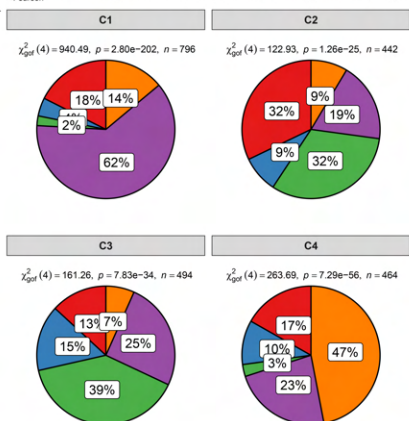 C1
χ²gof (4) = 940.49, p = 2.80e−202, n = 796
18%
14%
4%
2%
62%
C2
χ²gof (4) = 122.93, p = 1.26e−25, n = 442
9%
32%
19%
9%
32%
C3
χ²gof (4) = 161.26, p = 7.83e−34, n = 494
13%
7%
15%
25%
39%
C4
χ²gof (4) = 263.69, p = 7.29e−56, n = 464
17%
47%
10%
3%
23%